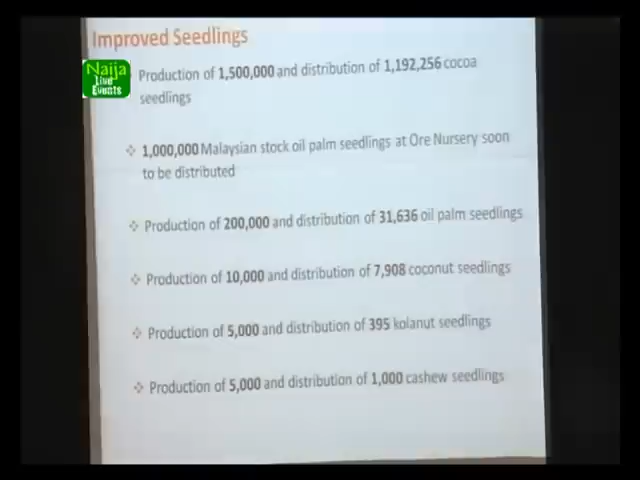 Improved Seedlings
Naija
Live
Events
Production of 1,500,000 and distribution of 1,192,256 cocoa
seedlings
❖ 1,000,000 Malaysian stock oil palm seedlings at Ore Nursery soon
to be distributed
❖ Production of 200,000 and distribution of 31,636 oil palm seedlings
❖ Production of 10,000 and distribution of 7,908 coconut seedlings
❖ Production of 5,000 and distribution of 395 kolanut seedlings
❖ Production of 5,000 and distribution of 1,000 cashew seedlings